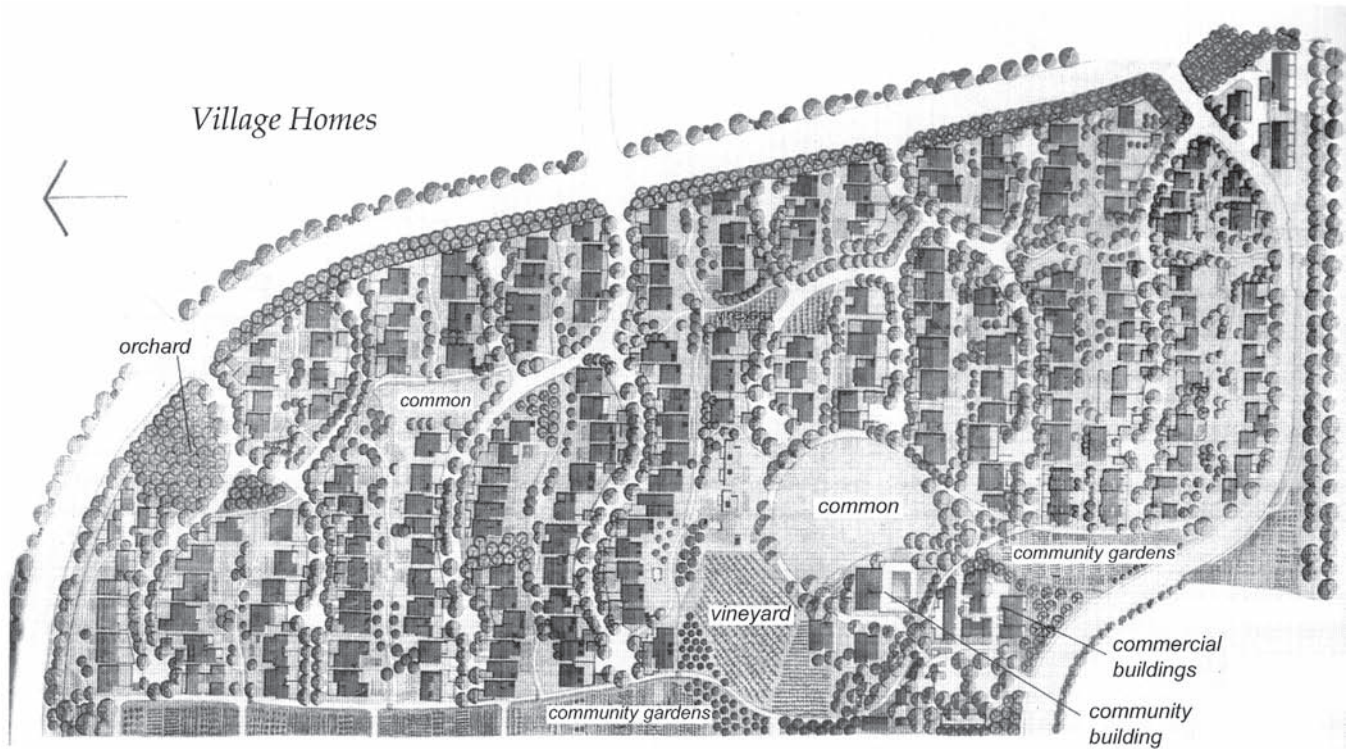 Village Homes
orchard
common
common
community gardens
vineyard
commercial
buildings
community gardens
community
building